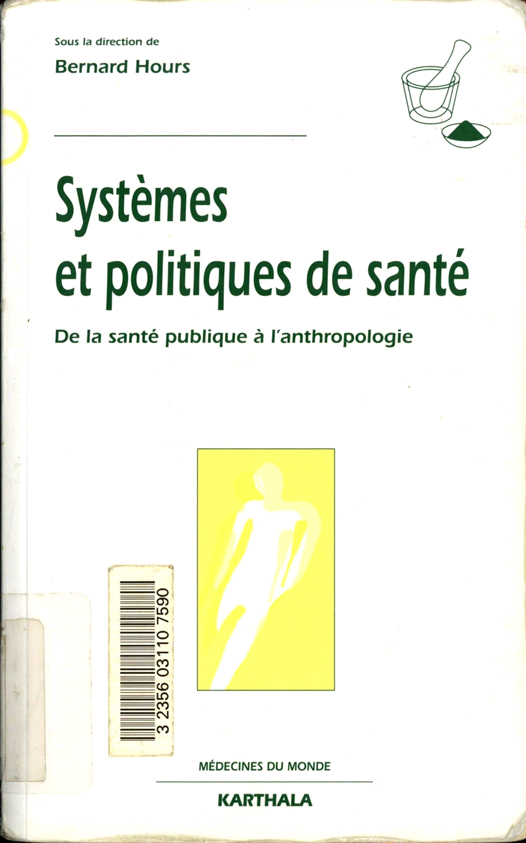 Sous la direction de
Bernard Hours
Systèmes
et politiques de santé
De la santé publique à l'anthropologie
3 2356 03110 7590
MÉDECINES DU MONDE
KARTHALA